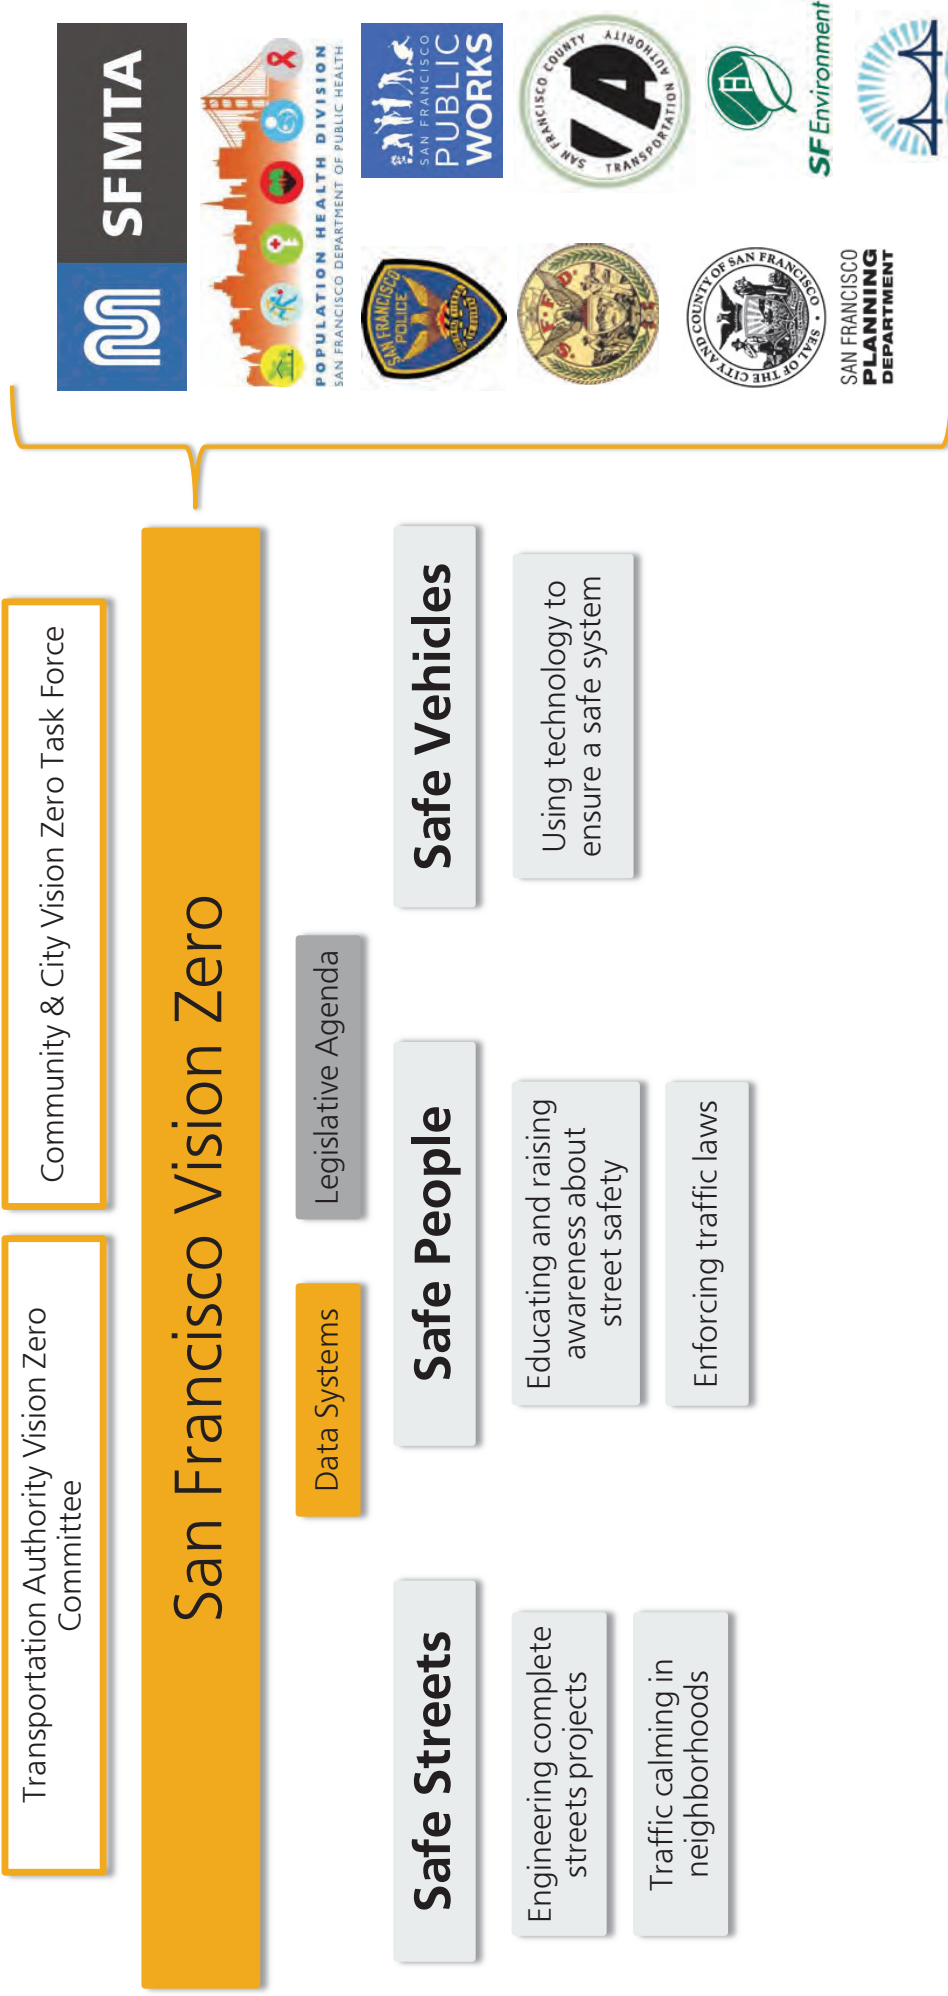 Transportation Authority Vision Zero
Committee
Community & City Vision Zero Task Force
San Francisco Vision Zero
Data Systems
Legislative Agenda
Safe Streets
Engineering complete
streets projects
Traffic calming in
neighborhoods
Safe People
Educating and raising
awareness about
street safety
Enforcing traffic laws
Safe Vehicles
Using technology to
ensure a safe system
SFMTA
POPULATION HEALTH DIVISION
SAN FRANCISCO DEPARTMENT OF PUBLIC HEALTH
SAN FRANCISCO
POLICE
SAN FRANCISCO
PUBLIC
WORKS
S.F.F.D.
SAN FRANCISCO COUNTY
TRANSPORTATION AUTHORITY
SEAL OF THE CITY AND COUNTY OF SAN FRANCISCO
SF Environment
SAN FRANCISCO
PLANNING
DEPARTMENT